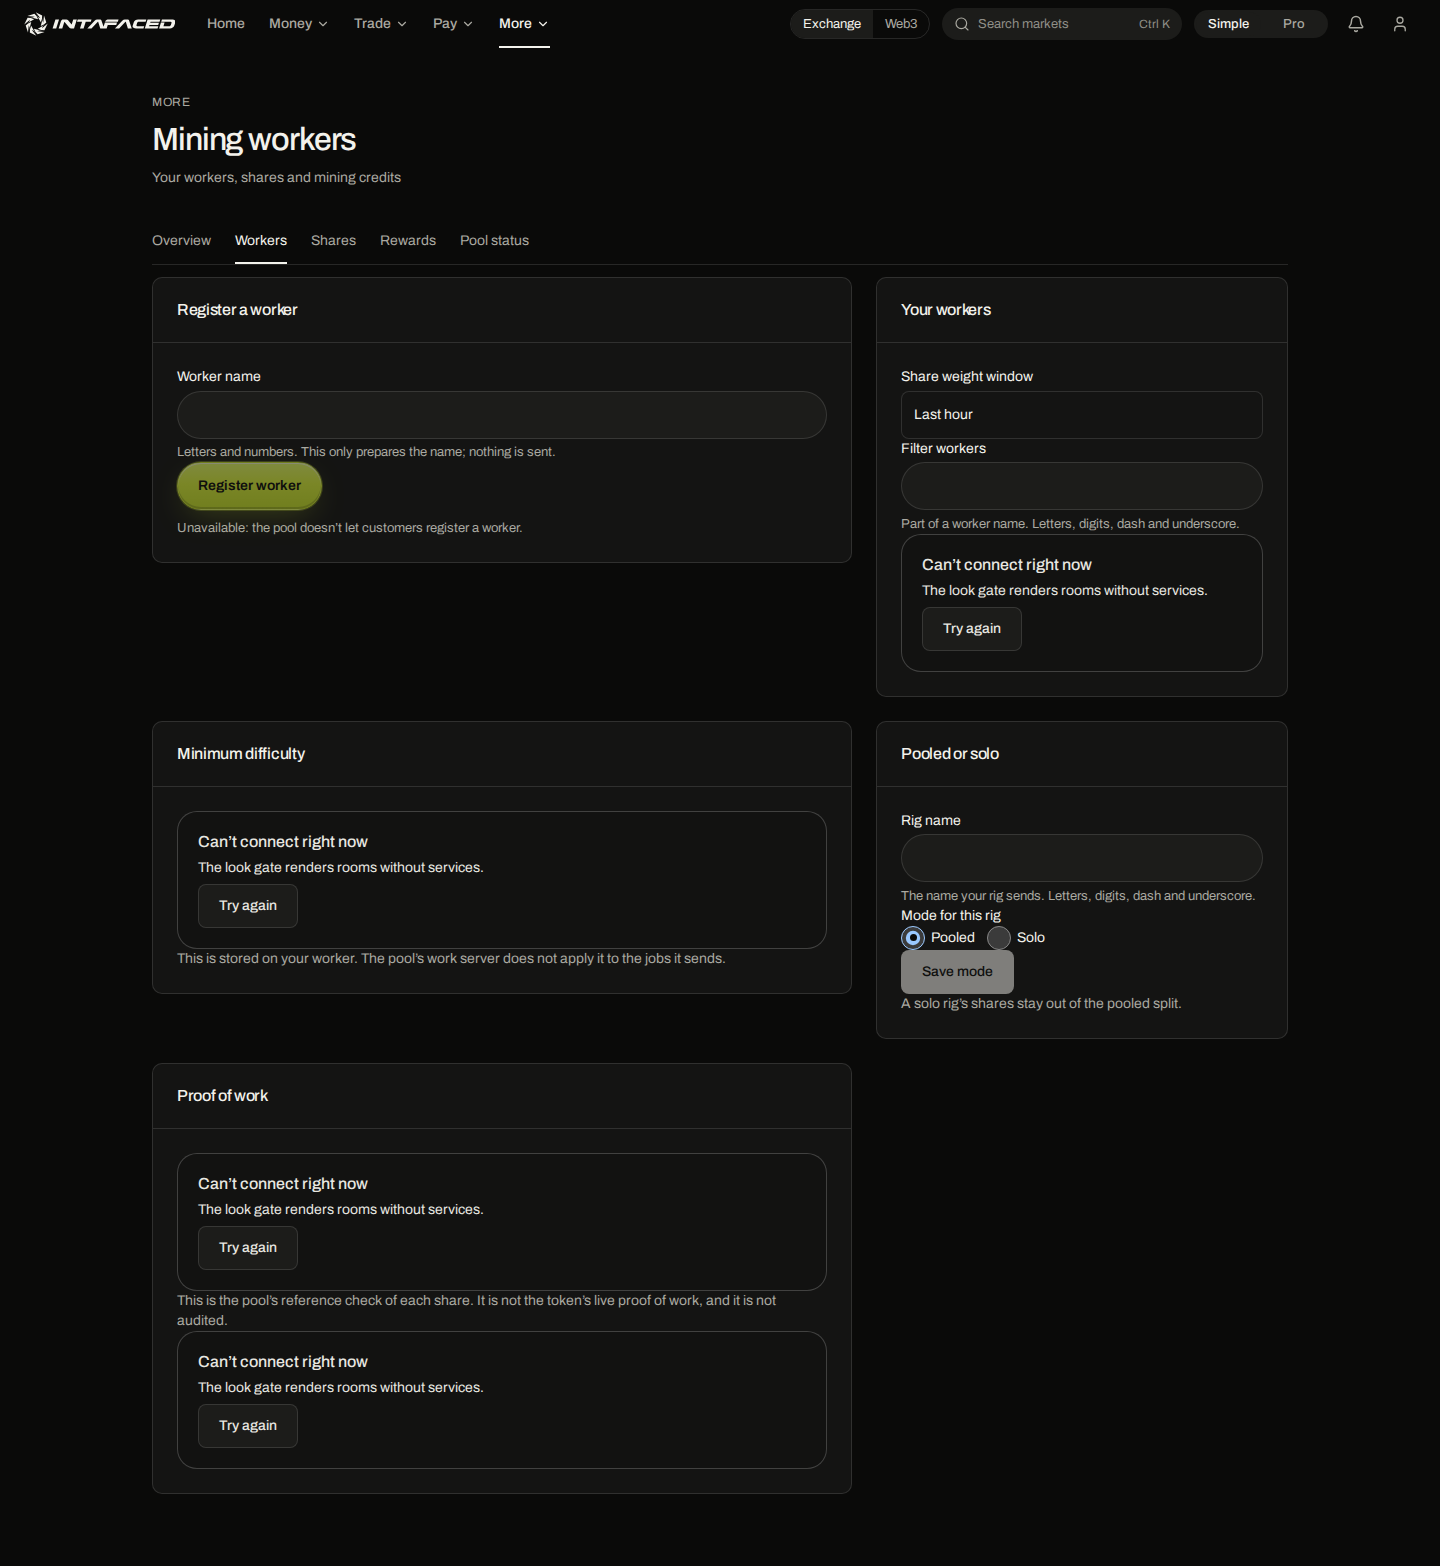 INTAFACED
Home
Money
Trade
Pay
More
Exchange
Web3
Search markets
Ctrl K
Simple
Pro
MORE
Mining workers
Your workers, shares and mining credits
Overview
Workers
Shares
Rewards
Pool status
Register a worker
Worker name
Letters and numbers. This only prepares the name; nothing is sent.
Register worker
Unavailable: the pool doesn’t let customers register a worker.
Your workers
Share weight window
Last hour
Filter workers
Part of a worker name. Letters, digits, dash and underscore.
Can’t connect right now
The look gate renders rooms without services.
Try again
Minimum difficulty
Can’t connect right now
The look gate renders rooms without services.
Try again
This is stored on your worker. The pool’s work server does not apply it to the jobs it sends.
Pooled or solo
Rig name
The name your rig sends. Letters, digits, dash and underscore.
Mode for this rig
Pooled
Solo
Save mode
A solo rig’s shares stay out of the pooled split.
Proof of work
Can’t connect right now
The look gate renders rooms without services.
Try again
This is the pool’s reference check of each share. It is not the token’s live proof of work, and it is not
audited.
Can’t connect right now
The look gate renders rooms without services.
Try again